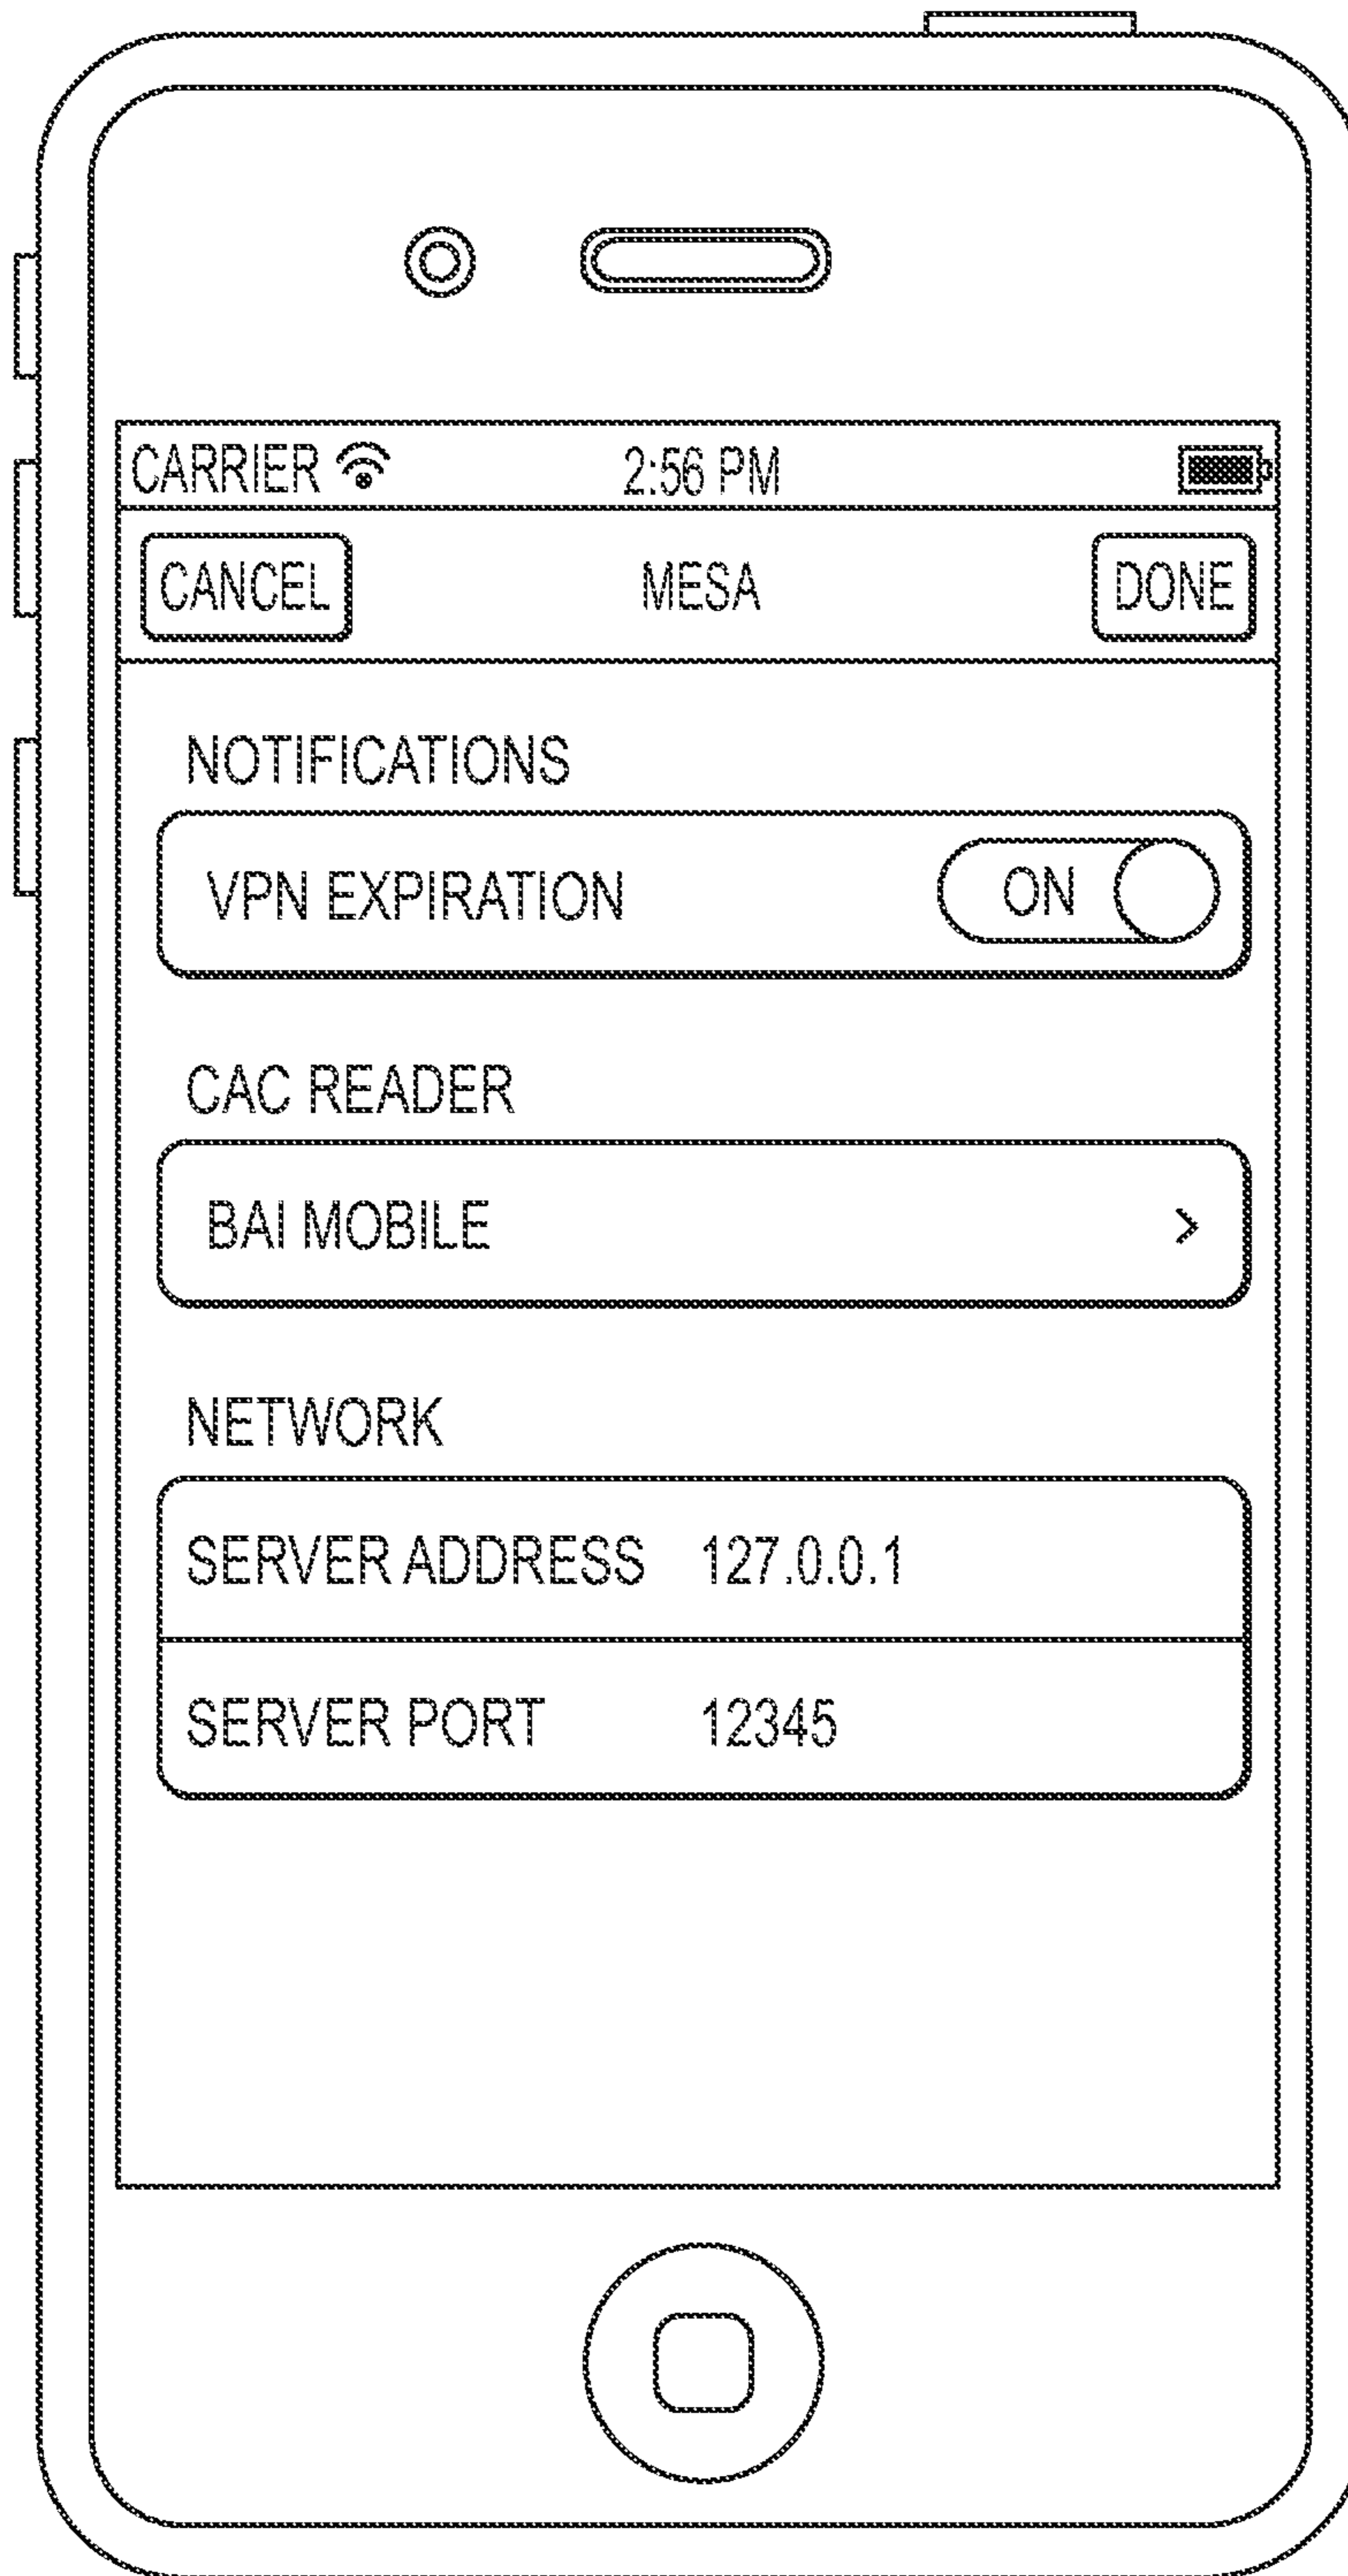 CARRIER 2:56 PM
CANCEL MESA DONE
NOTIFICATIONS
VPN EXPIRATION ON
CAC READER
BAI MOBILE >
NETWORK
SERVER ADDRESS 127.0.0.1
SERVER PORT 12345